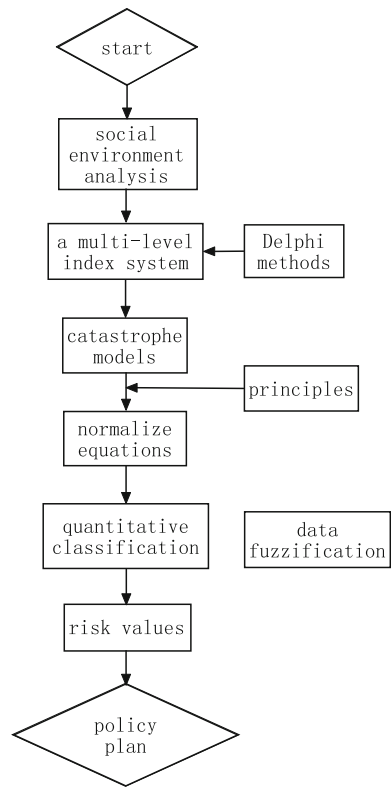 start
social
environment
analysis
a multi-level
index system
Delphi
methods
catastrophe
models
principles
normalize
equations
quantitative
classification
data
fuzzification
risk values
policy
plan